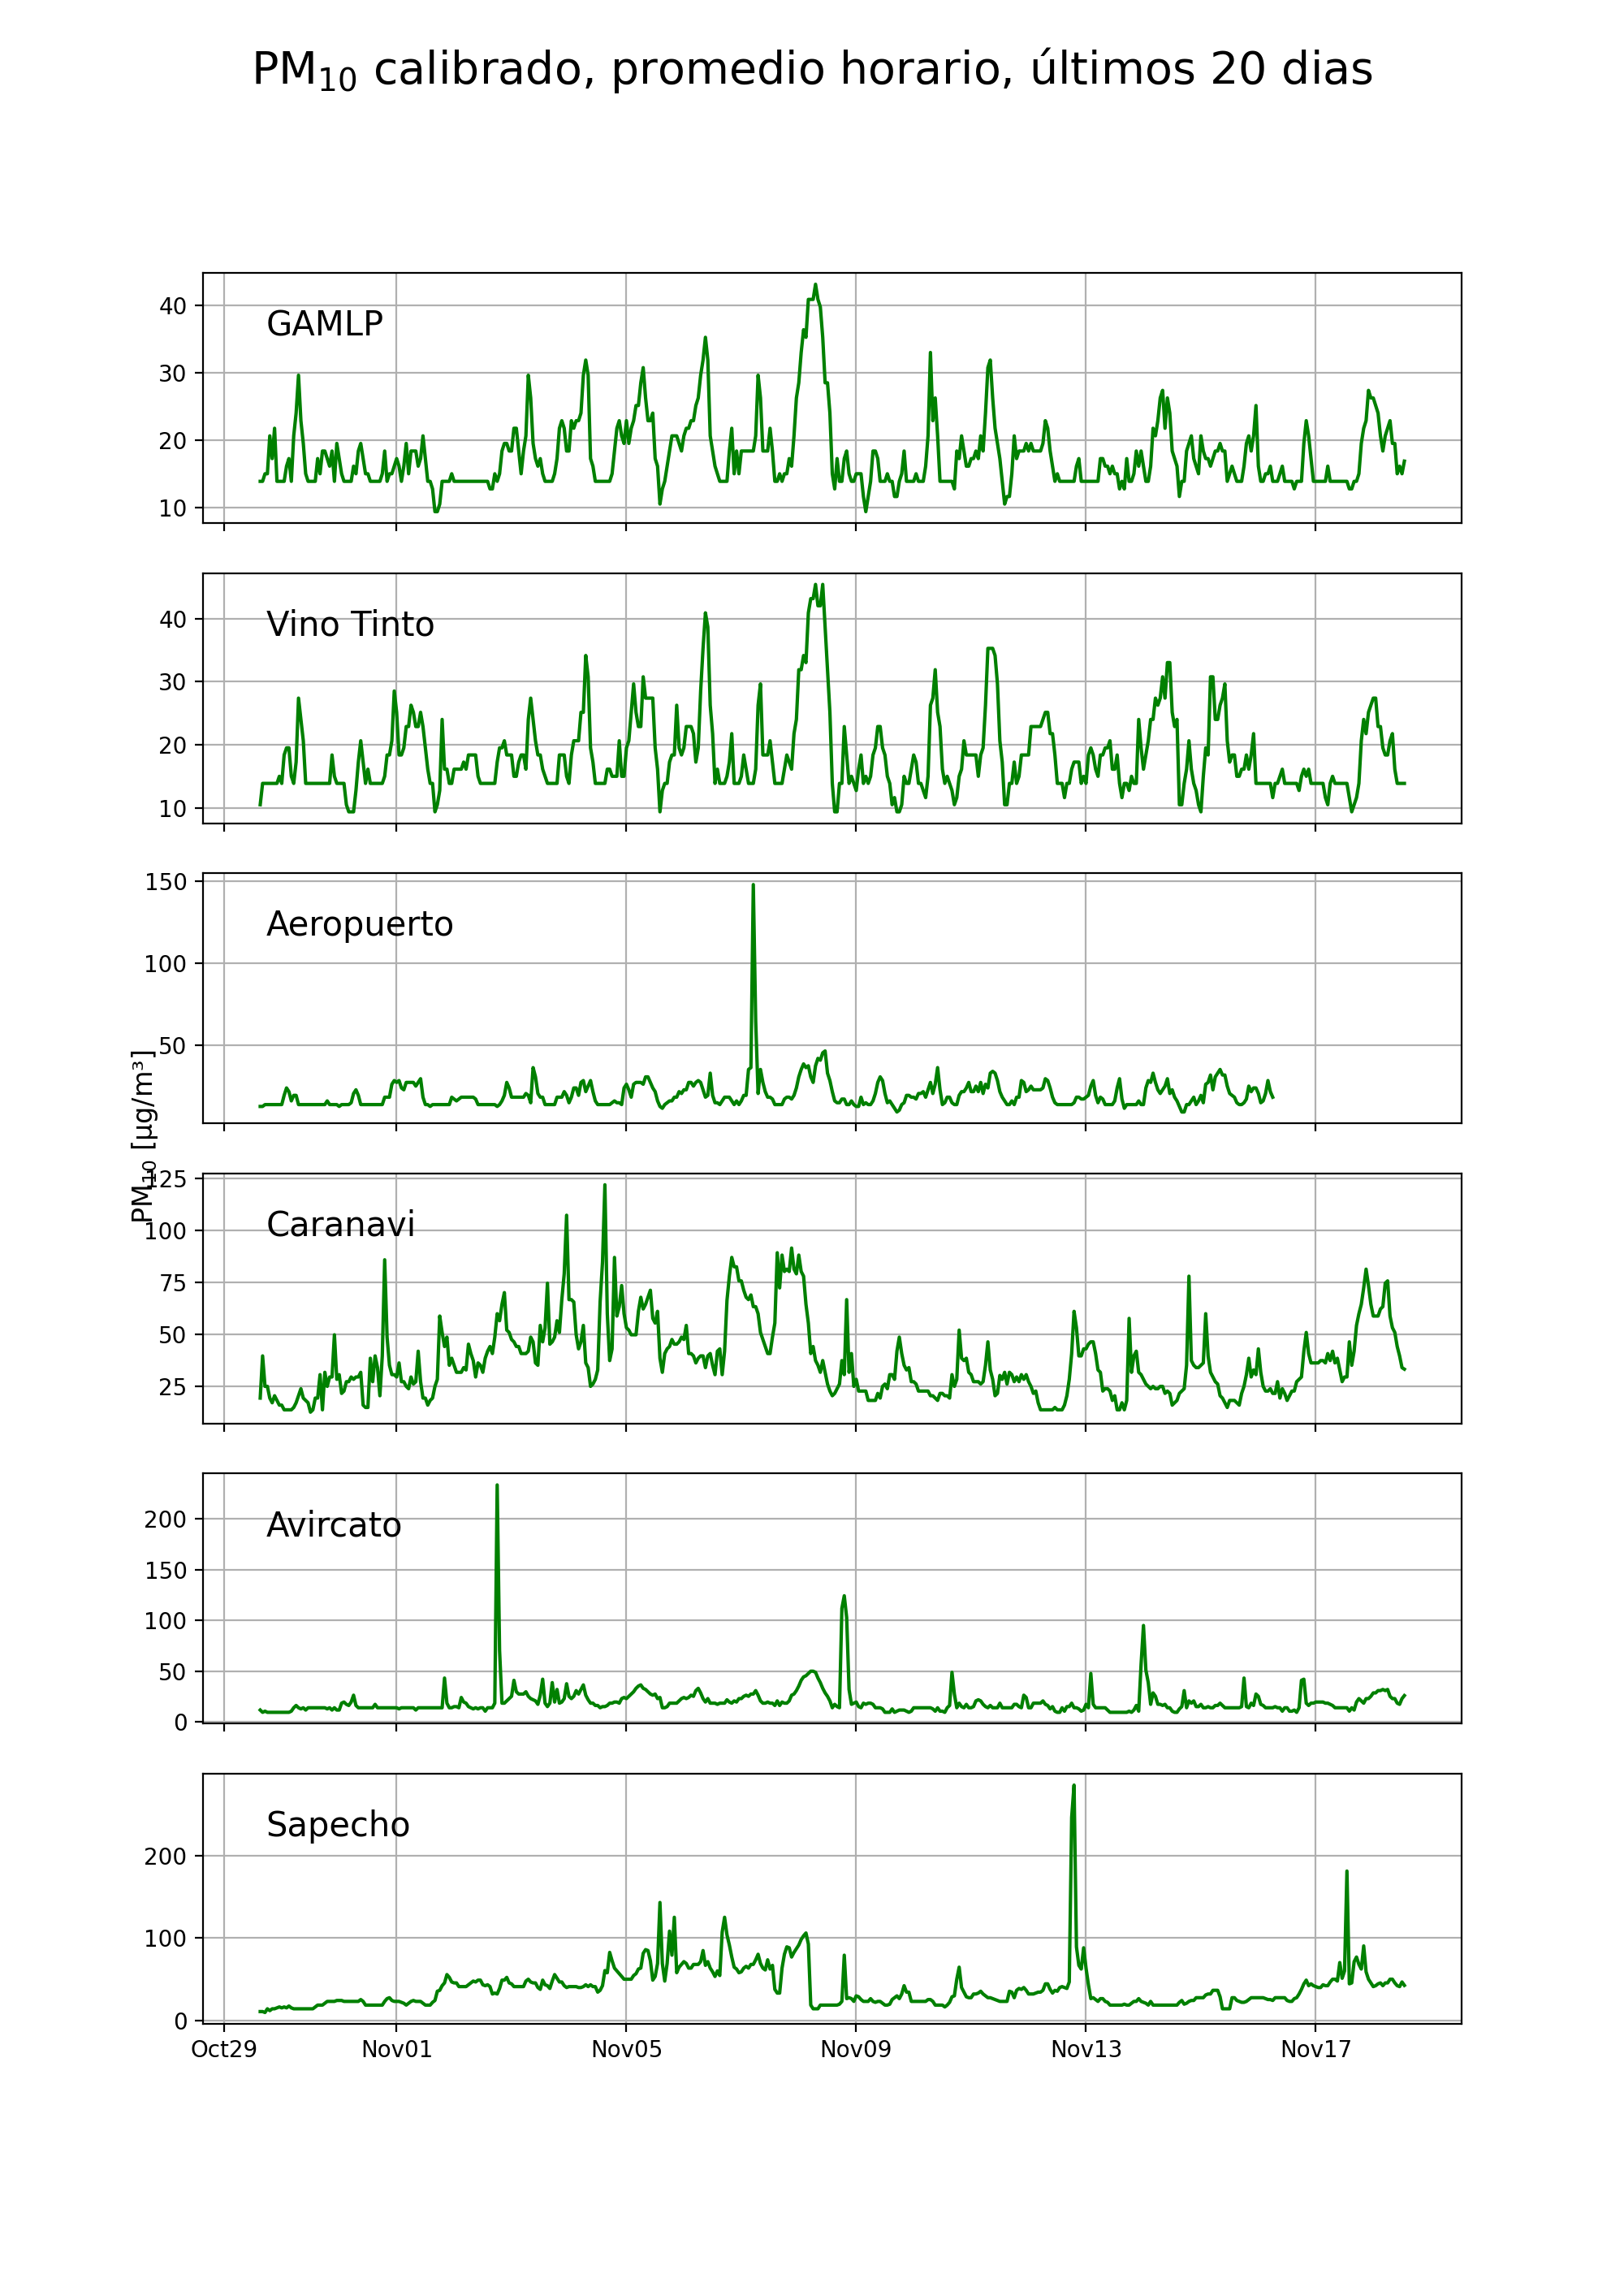 PM₁₀ calibrado, promedio horario, últimos 20 dias
GAMLP
40
30
20
10
Vino Tinto
40
30
20
10
Aeropuerto
150
100
50
PM₁₀ [µg/m³]
Caranavi
125
100
75
50
25
Avircato
200
150
100
50
0
Sapecho
200
100
0
Oct29 Nov01 Nov05 Nov09 Nov13 Nov17